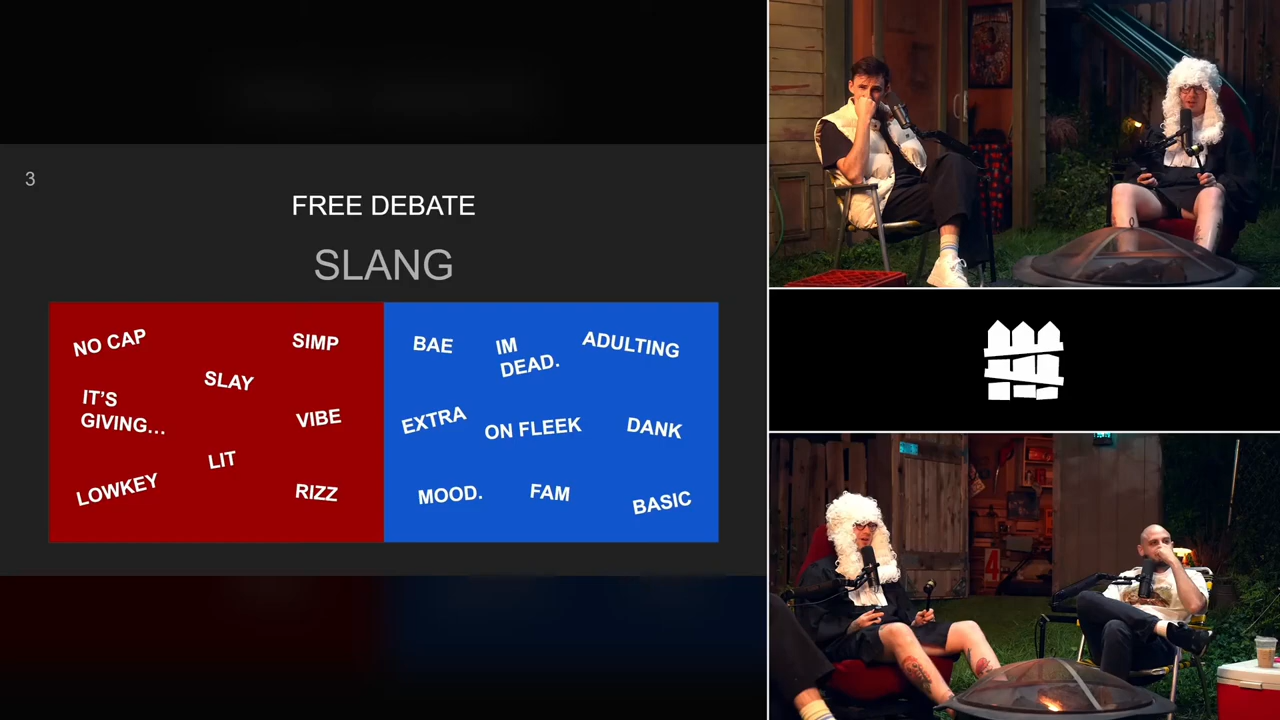 3
FREE DEBATE
SLANG
NO CAP
SIMP
SLAY
IT'S
GIVING...
VIBE
LIT
LOWKEY
RIZZ
BAE
IM
DEAD.
ADULTING
EXTRA
ON FLEEK
DANK
MOOD.
FAM
BASIC
4